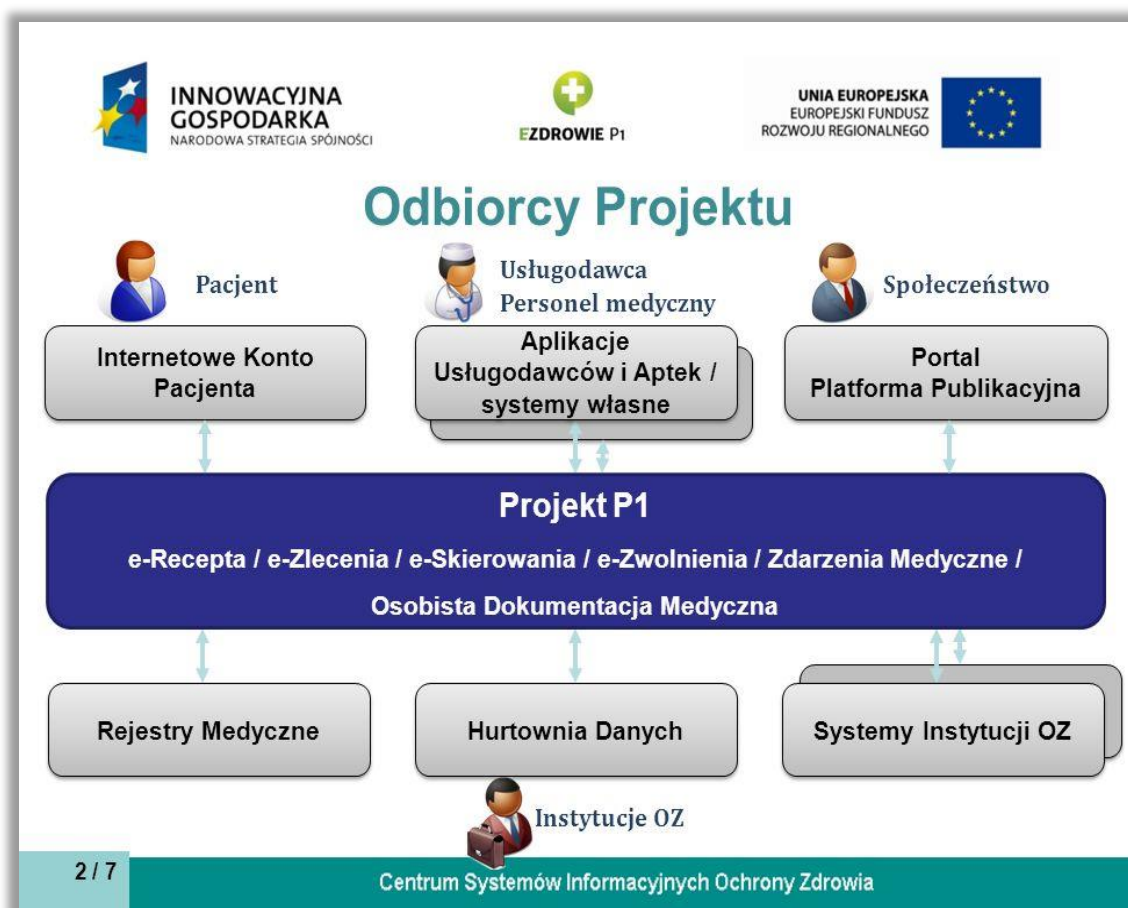 INNOWACYJNA
GOSPODARKA
NARODOWA STRATEGIA SPÓJNOŚCI
EZDROWIE P1
UNIA EUROPEJSKA
EUROPEJSKI FUNDUSZ
ROZWOJU REGIONALNEGO
Odbiorcy Projektu
Pacjent
Usługodawca
Personel medyczny
Społeczeństwo
Internetowe Konto
Pacjenta
Aplikacje
Usługodawców i Aptek /
systemy własne
Portal
Platforma Publikacyjna
Projekt P1
e-Recepta / e-Zlecenia / e-Skierowania / e-Zwolnienia / Zdarzenia Medyczne /
Osobista Dokumentacja Medyczna
Rejestry Medyczne
Hurtownia Danych
Systemy Instytucji OZ
Instytucje OZ
2 / 7
Centrum Systemów Informacyjnych Ochrony Zdrowia